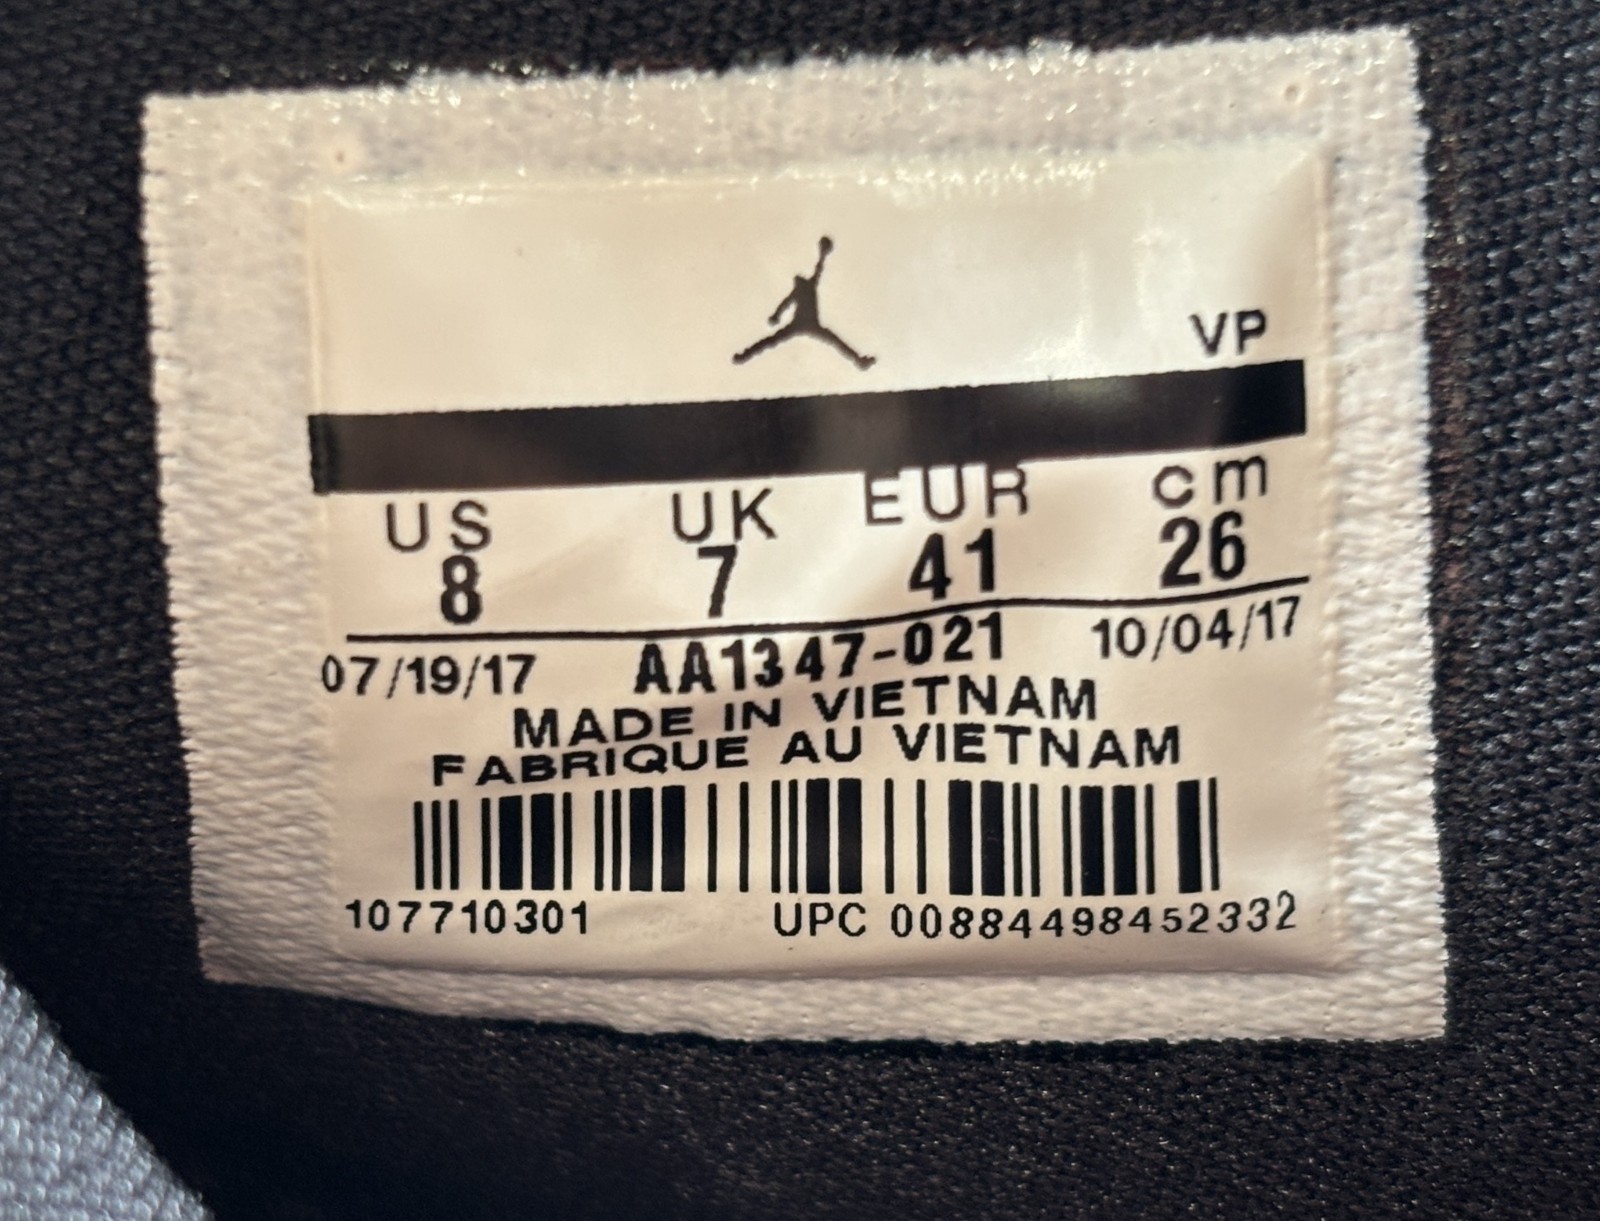 VP
US UK EUR cm
8 7 41 26
07/19/17 AA1347-021 10/04/17
MADE IN VIETNAM
FABRIQUE AU VIETNAM
107710301 UPC 00884498452332